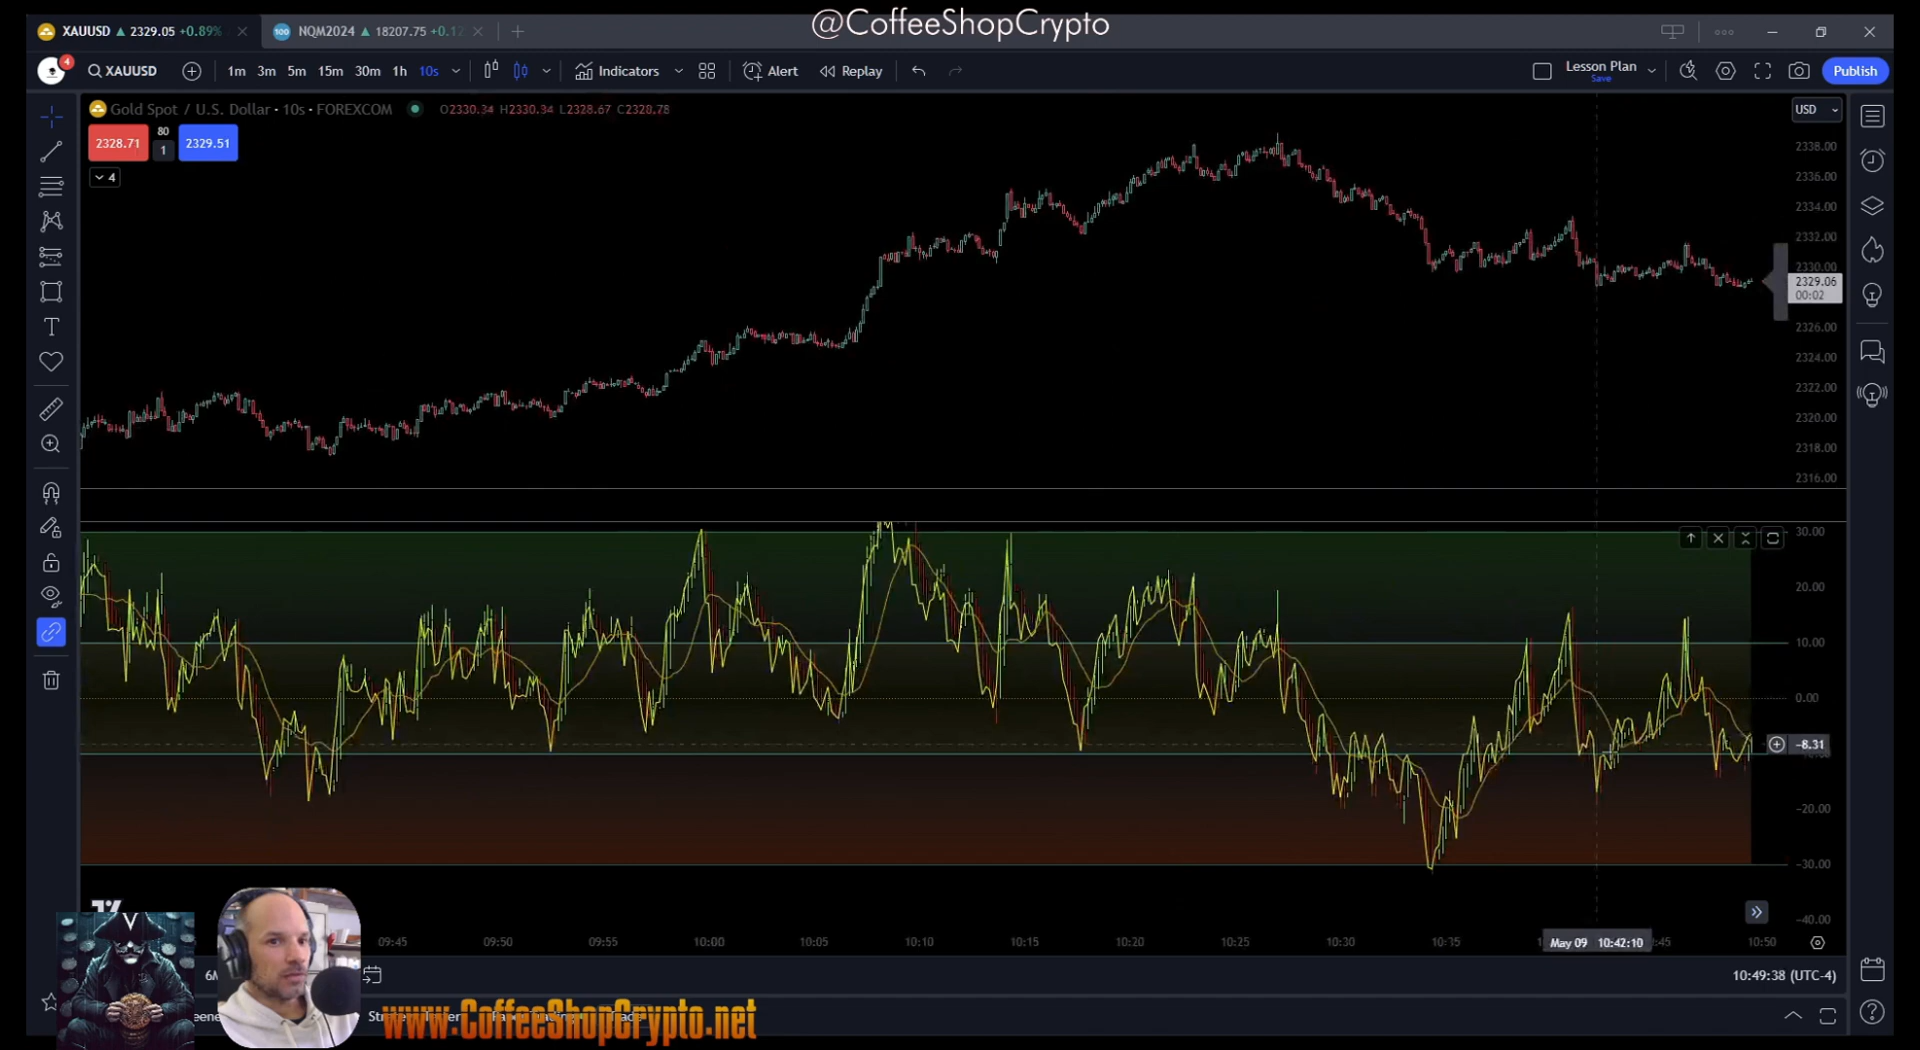 @CoffeeShopCrypto
XAUUSD ▲ 2329.05 +0.89%
NQM2024 ▲ 18207.75
4
XAUUSD
1m 3m 5m 15m 30m 1h 10s
Indicators
Alert
Replay
Lesson Plan
Save
Publish
Gold Spot / U.S. Dollar · 10s · FOREXCOM
O2330.34 H2330.34 L2328.67 C2328.78
USD
2328.71
80
1
2329.51
4
2338.00
2336.00
2334.00
2332.00
2330.00
2329.06
00:02
2326.00
2324.00
2322.00
2320.00
2318.00
2316.00
30.00
20.00
10.00
0.00
-8.31
-20.00
-30.00
-40.00
09:45 09:50 09:55 10:00 10:05 10:10 10:15 10:20 10:25 10:30 10:15 May 09 10:42:10 :45 10:50
10:49:38 (UTC-4)
www.CoffeeShopCrypto.net